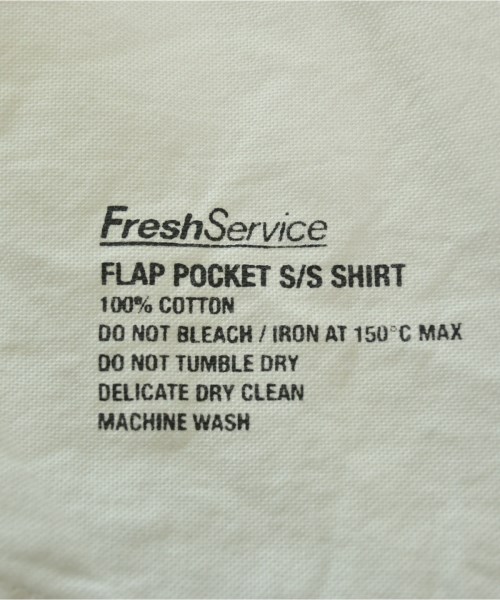 FreshService
FLAP POCKET S/S SHIRT
100% COTTON
DO NOT BLEACH / IRON AT 150°C MAX
DO NOT TUMBLE DRY
DELICATE DRY CLEAN
MACHINE WASH